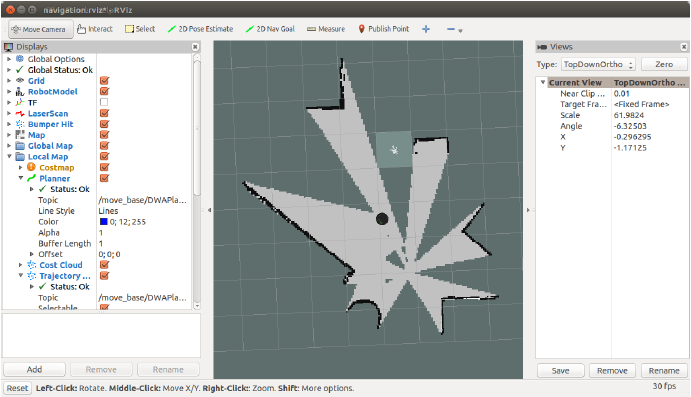 navigation.rviz* - RViz
Move Camera Interact Select 2D Pose Estimate 2D Nav Goal Measure Publish Point
Displays
Global Options
Global Status: Ok
Grid
RobotModel
TF
LaserScan
Bumper Hit
Map
Global Map
Local Map
Costmap
Planner
Status: Ok
Topic /move_base/DWAPla...
Line Style Lines
Color 0; 12; 255
Alpha 1
Buffer Length 1
Offset 0; 0; 0
Cost Cloud
Trajectory ...
Status: Ok
Topic /move_base/DWAPla...
Selectable
Add Remove Rename
Views
Type: TopDownOrtho Zero
Current View TopDownOrtho ...
Near Clip ... 0.01
Target Fra... <Fixed Frame>
Scale 61.9824
Angle -6.32503
X -0.296295
Y -1.17125
Save Remove Rename
Reset Left-Click: Rotate. Middle-Click: Move X/Y. Right-Click:: Zoom. Shift: More options. 30 fps